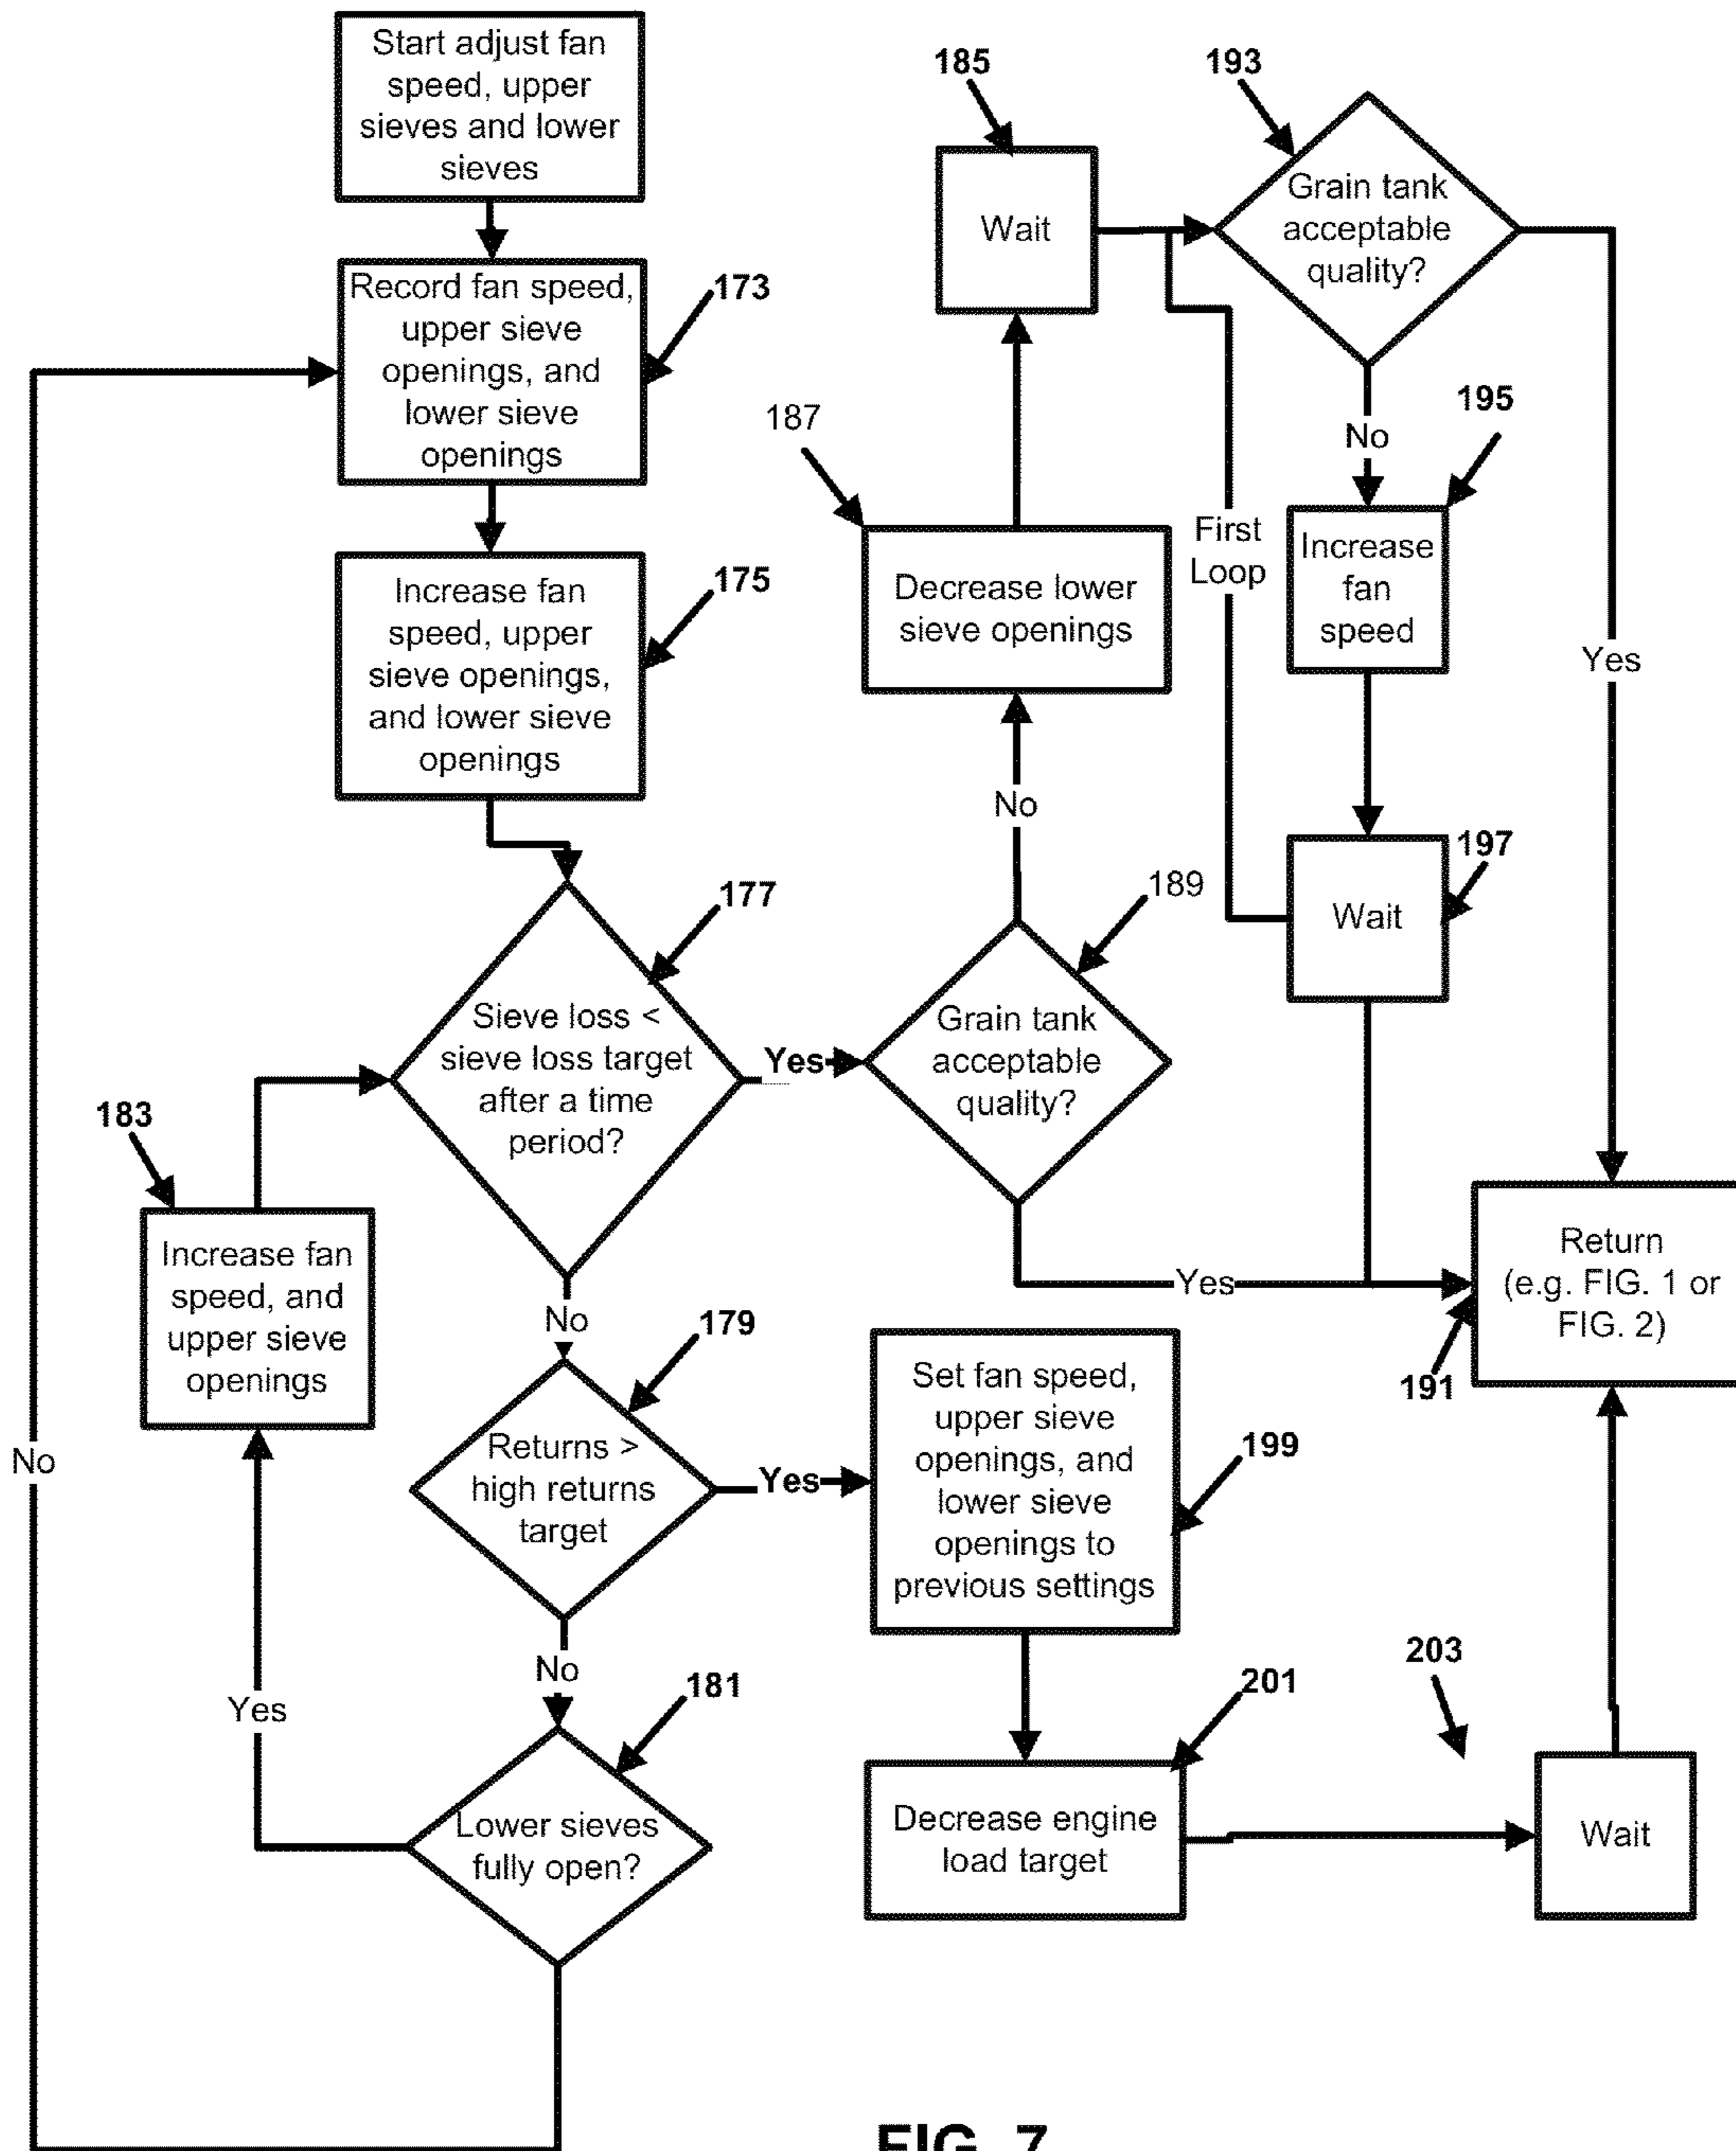 Start adjust fan
speed, upper
sieves and lower
sieves
Record fan speed,
upper sieve
openings, and
lower sieve
openings
173
Increase fan
speed, upper
sieve openings,
and lower sieve
openings
175
177
Sieve loss <
sieve loss target
after a time
period?
Yes
No
183
Increase fan
speed, and
upper sieve
openings
179
Returns >
high returns
target
Yes
No
181
Lower sieves
fully open?
Yes
No
185
Wait
187
Decrease lower
sieve openings
No
189
Grain tank
acceptable
quality?
Yes
193
Grain tank
acceptable
quality?
No
Yes
195
Increase
fan
speed
First
Loop
197
Wait
Return
(e.g. FIG. 1 or
FIG. 2)
191
Set fan speed,
upper sieve
openings, and
lower sieve
openings to
previous settings
199
201
Decrease engine
load target
203
Wait
FIG. 7